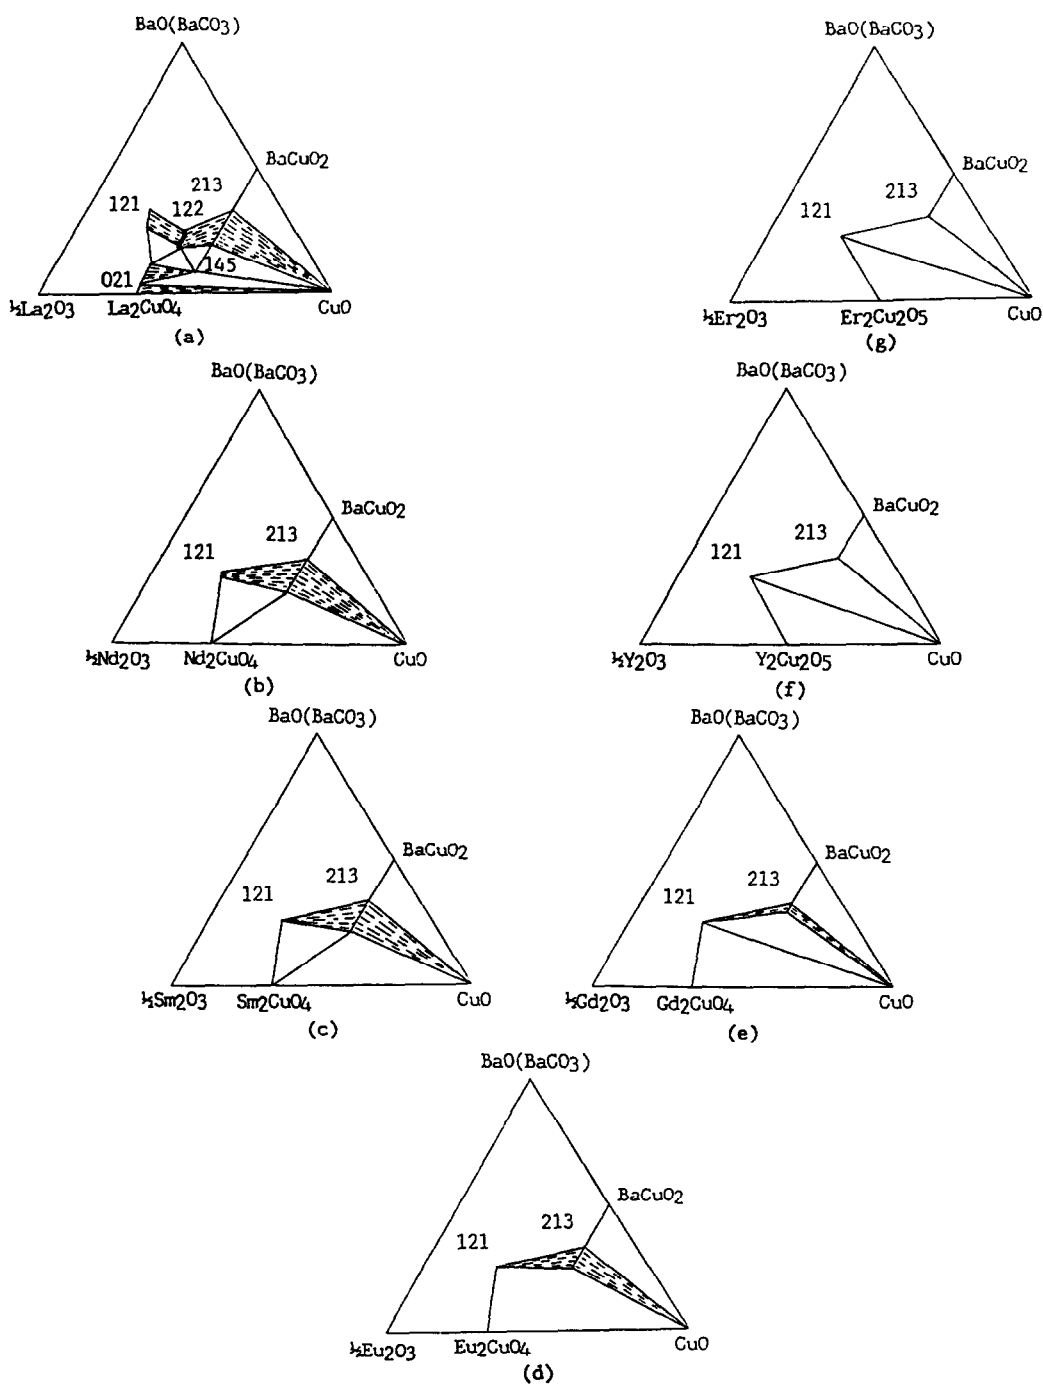 BaO(BaCO3)
BaCuO2
213
121
122
145
021
½La2O3 La2CuO4 CuO
(a)
BaO(BaCO3)
BaCuO2
213
121
½Er2O3 Er2Cu2O5 CuO
(g)
BaO(BaCO3)
BaCuO2
213
121
½Nd2O3 Nd2CuO4 CuO
(b)
BaO(BaCO3)
BaCuO2
213
121
½Y2O3 Y2Cu2O5 CuO
(f)
BaO(BaCO3)
BaCuO2
213
121
½Sm2O3 Sm2CuO4 CuO
(c)
BaO(BaCO3)
BaCuO2
213
121
½Gd2O3 Gd2CuO4 CuO
(e)
BaO(BaCO3)
BaCuO2
213
121
½Eu2O3 Eu2CuO4 CuO
(d)